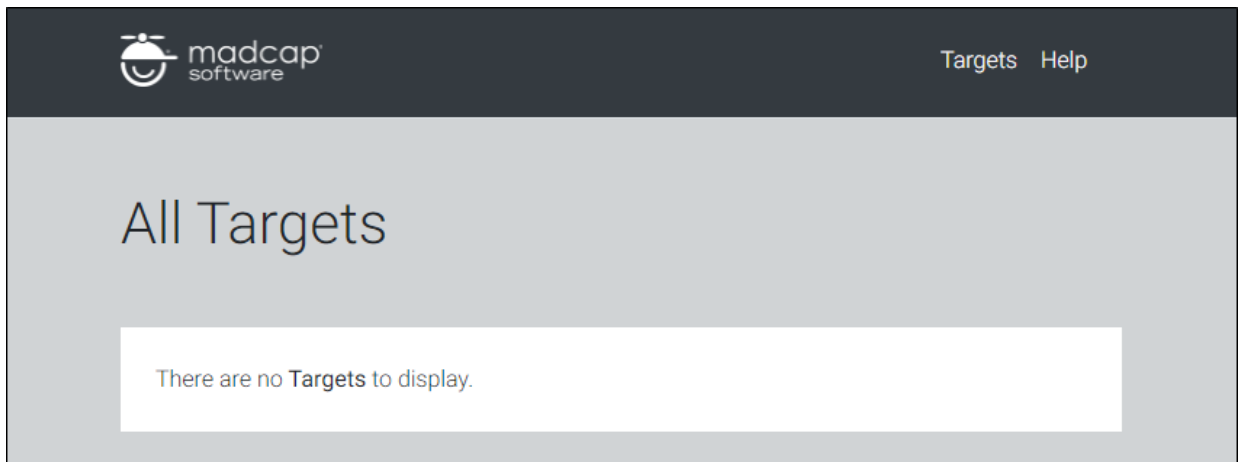 madcap
software
Targets Help
All Targets
There are no Targets to display.